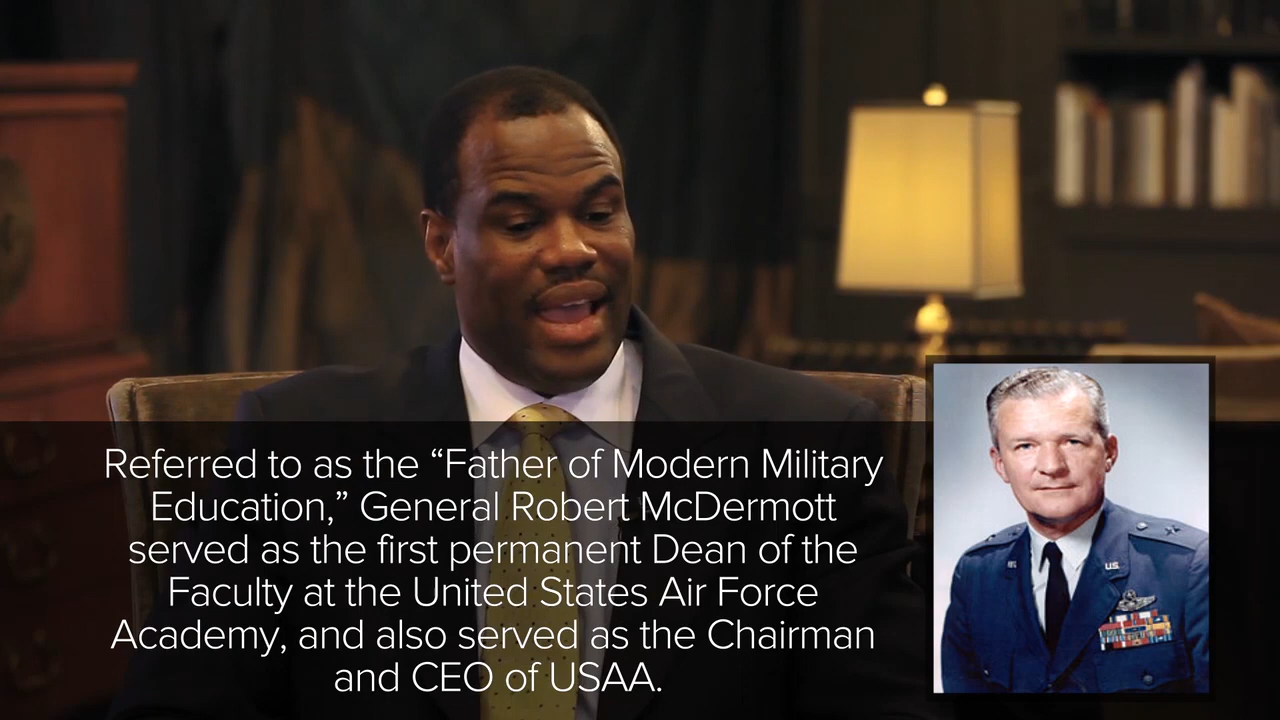 Referred to as the “Father of Modern Military
Education,” General Robert McDermott
served as the first permanent Dean of the
Faculty at the United States Air Force
Academy, and also served as the Chairman
and CEO of USAA.
U.S.